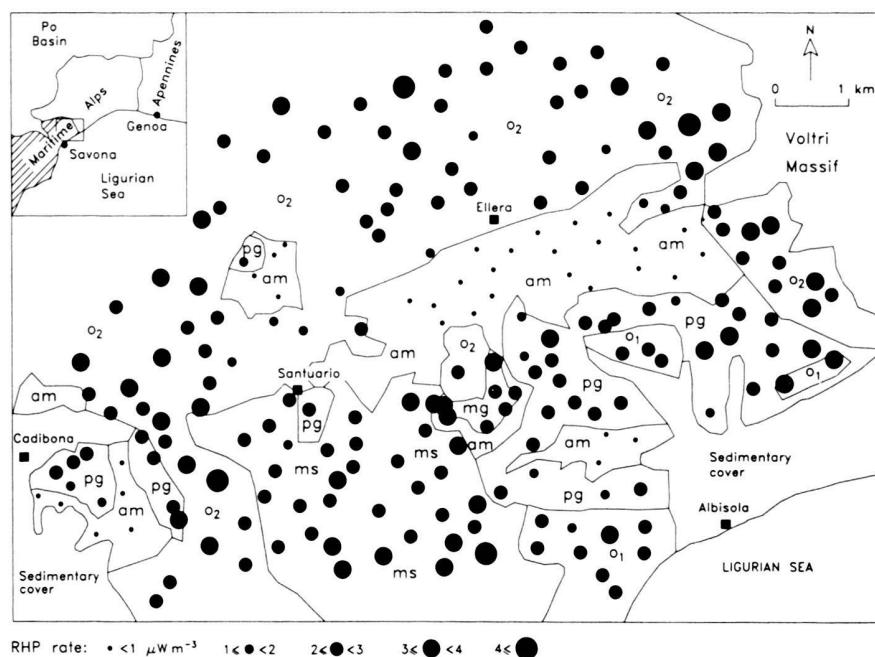 Po
Basin
Alps
Apennines
Maritime
Genoa
Savona
Ligurian
Sea
N
0 1 km
Voltri
Massif
o₂
o₂
o₂
Ellera
pg
am
am
am
o₂
o₂
pg
o₁
o₂
am
o₁
Santuario
mg
pg
pg
am
am
Cadibona
ms
ms
am
pg
pg
am
o₂
pg
Sedimentary
cover
Albisola
o₁
ms
Sedimentary
cover
LIGURIAN SEA
RHP rate: <1 μW m⁻³ 1⩽ <2 2⩽ <3 3⩽ <4 4⩽